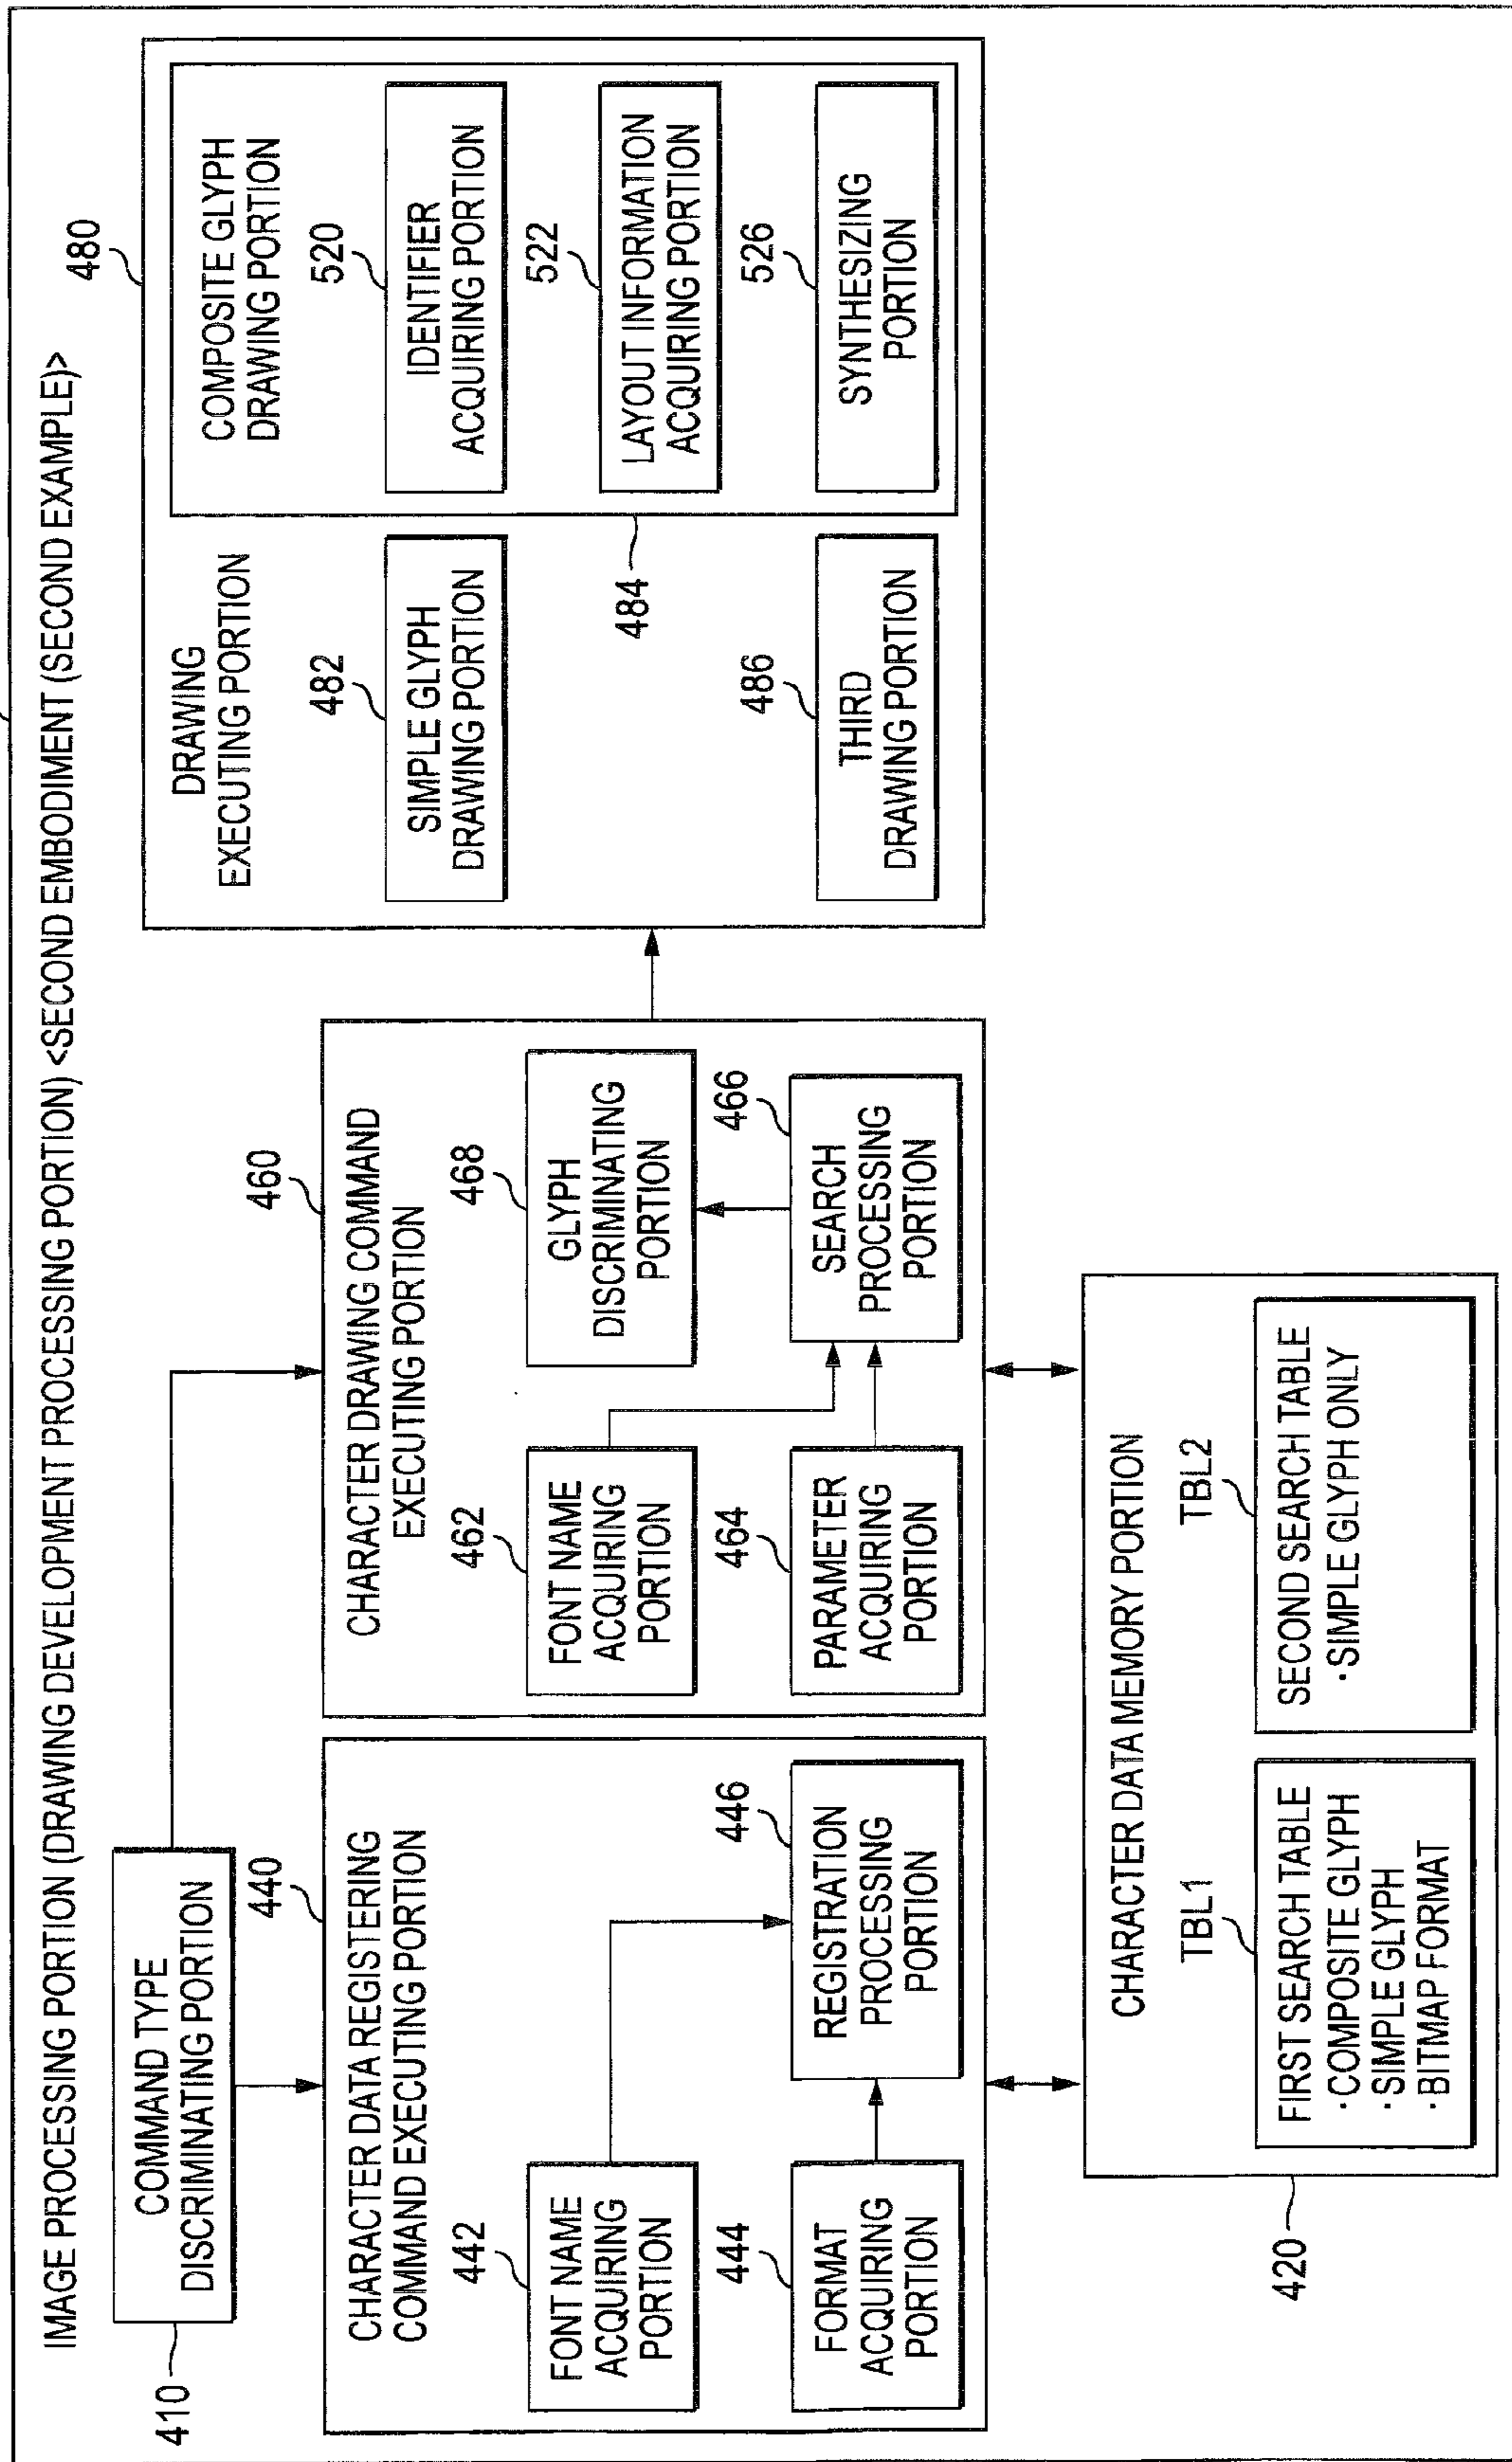 IMAGE PROCESSING PORTION (DRAWING DEVELOPMENT PROCESSING PORTION) <SECOND EMBODIMENT (SECOND EXAMPLE)>
410
COMMAND TYPE
DISCRIMINATING PORTION
440
CHARACTER DATA REGISTERING
COMMAND EXECUTING PORTION
442
FONT NAME
ACQUIRING
PORTION
444
FORMAT
ACQUIRING
PORTION
446
REGISTRATION
PROCESSING
PORTION
460
CHARACTER DRAWING COMMAND
EXECUTING PORTION
462
FONT NAME
ACQUIRING
PORTION
464
PARAMETER
ACQUIRING
PORTION
468
GLYPH
DISCRIMINATING
PORTION
466
SEARCH
PROCESSING
PORTION
480
DRAWING
EXECUTING PORTION
482
SIMPLE GLYPH
DRAWING PORTION
486
THIRD
DRAWING PORTION
484
COMPOSITE GLYPH
DRAWING PORTION
520
IDENTIFIER
ACQUIRING PORTION
522
LAYOUT INFORMATION
ACQUIRING PORTION
526
SYNTHESIZING
PORTION
420
CHARACTER DATA MEMORY PORTION
TBL1
FIRST SEARCH TABLE
·COMPOSITE GLYPH
·SIMPLE GLYPH
·BITMAP FORMAT
TBL2
SECOND SEARCH TABLE
·SIMPLE GLYPH ONLY